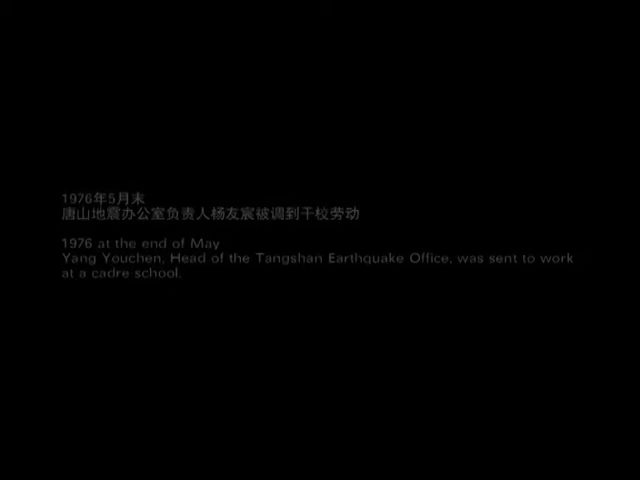 1976年5月末
唐山地震办公室负责人杨友宸被调到干校劳动
1976 at the end of May
Yang Youchen, Head of the Tangshan Earthquake Office, was sent to work
at a cadre school.